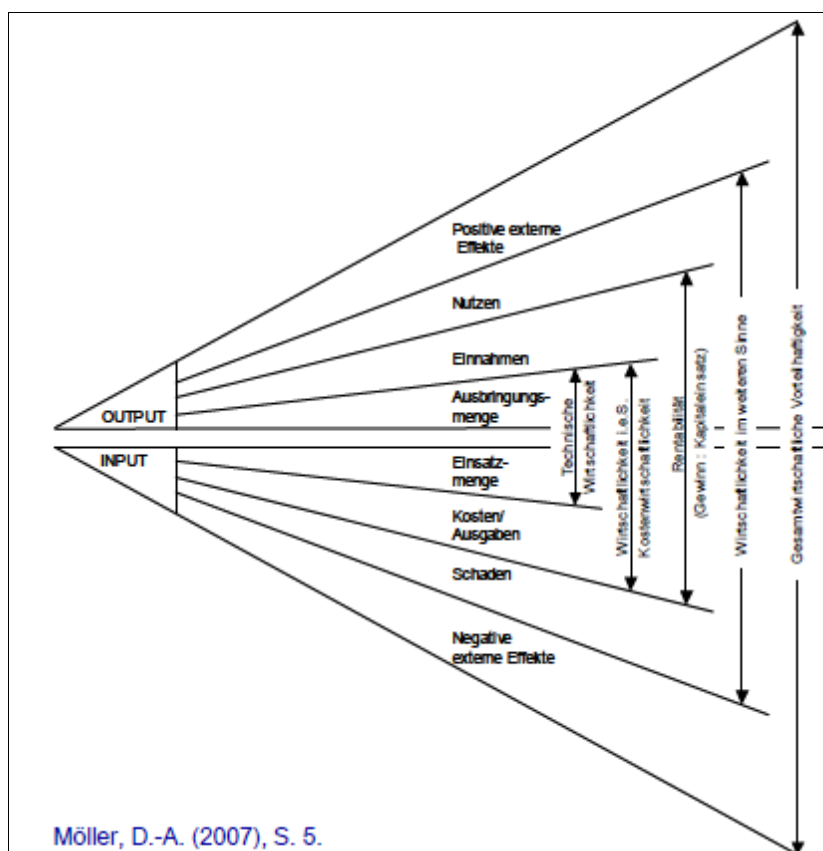 Positive externe
Effekte
Nutzen
Einnahmen
Ausbringungs-
menge
OUTPUT
INPUT
Einsatz-
menge
Kosten/
Ausgaben
Schaden
Negative
externe Effekte
Technische
Wirtschaftlichkeit
Wirtschaftlichkeit i.e.S.
Kostenwirtschaftlichkeit
Rentabilität
(Gewinn : Kapitaleinsatz)
Wirtschaftlichkeit im weiteren Sinne
Gesamtwirtschaftliche Vorteilhaftigkeit
Möller, D.-A. (2007), S. 5.